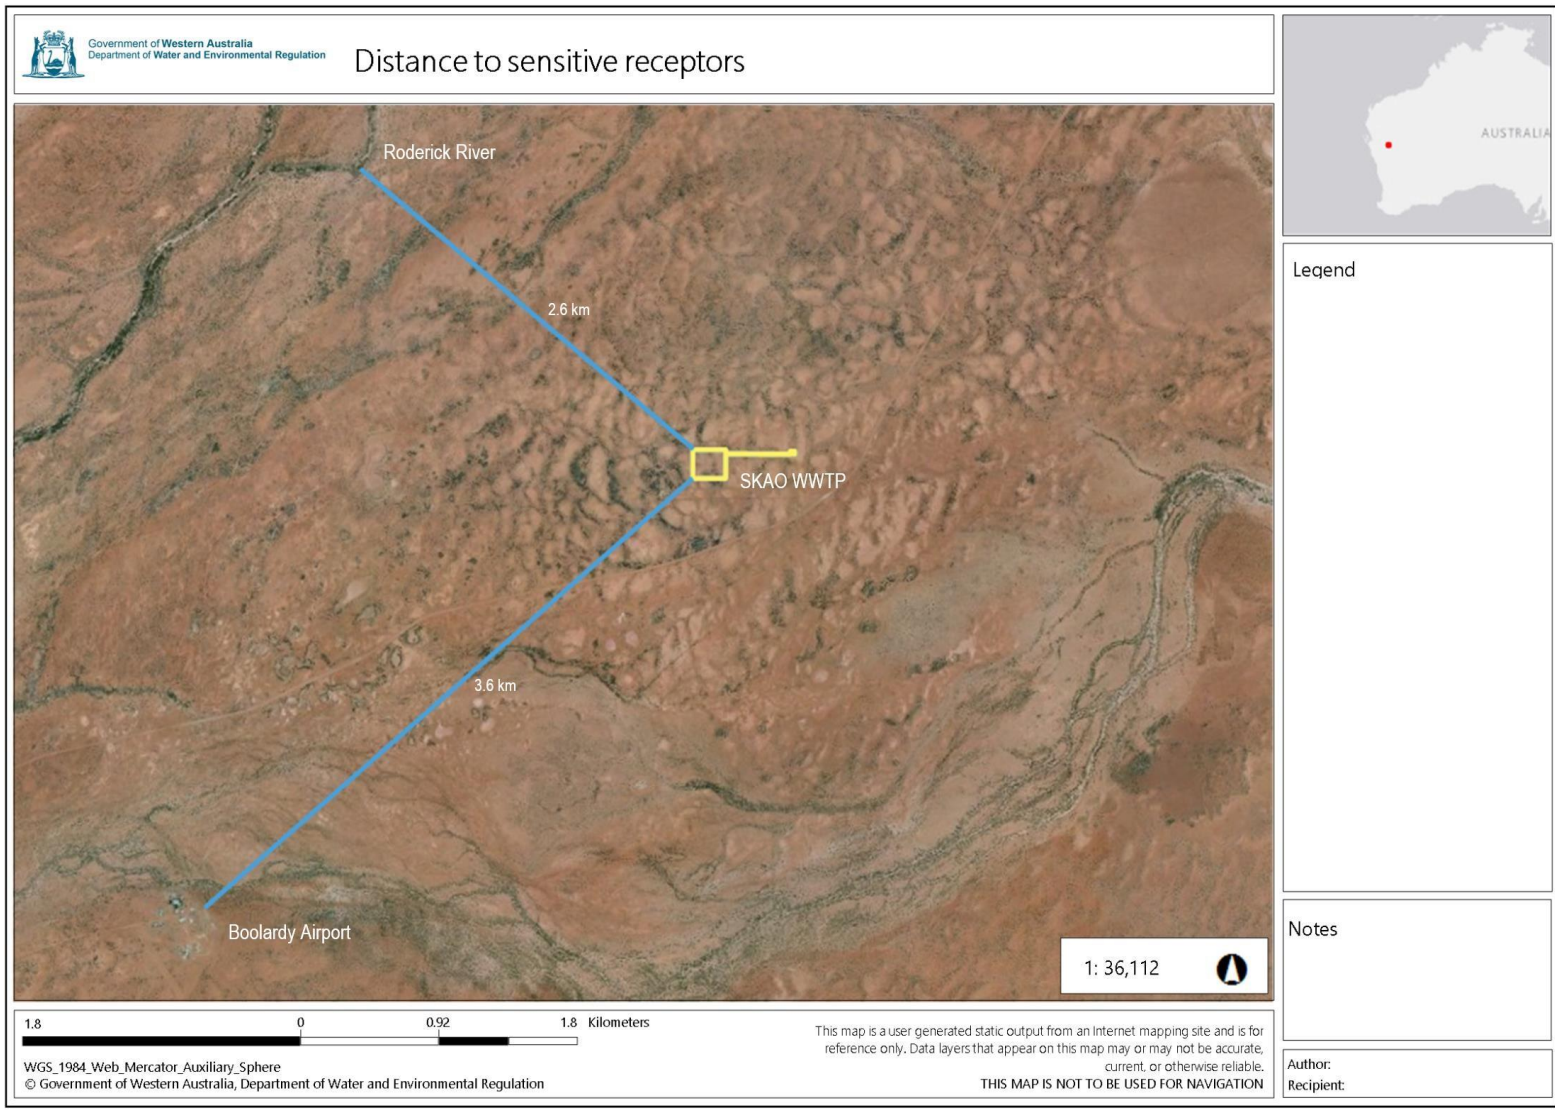 Government of Western Australia
Department of Water and Environmental Regulation
Distance to sensitive receptors
AUSTRALIA
Roderick River
2.6 km
SKAO WWTP
3.6 km
Boolardy Airport
1: 36,112
Legend
Notes
1.8 0 0.92 1.8 Kilometers
WGS_1984_Web_Mercator_Auxiliary_Sphere
© Government of Western Australia, Department of Water and Environmental Regulation
This map is a user generated static output from an Internet mapping site and is for
reference only. Data layers that appear on this map may or may not be accurate,
current, or otherwise reliable.
THIS MAP IS NOT TO BE USED FOR NAVIGATION
Author:
Recipient: